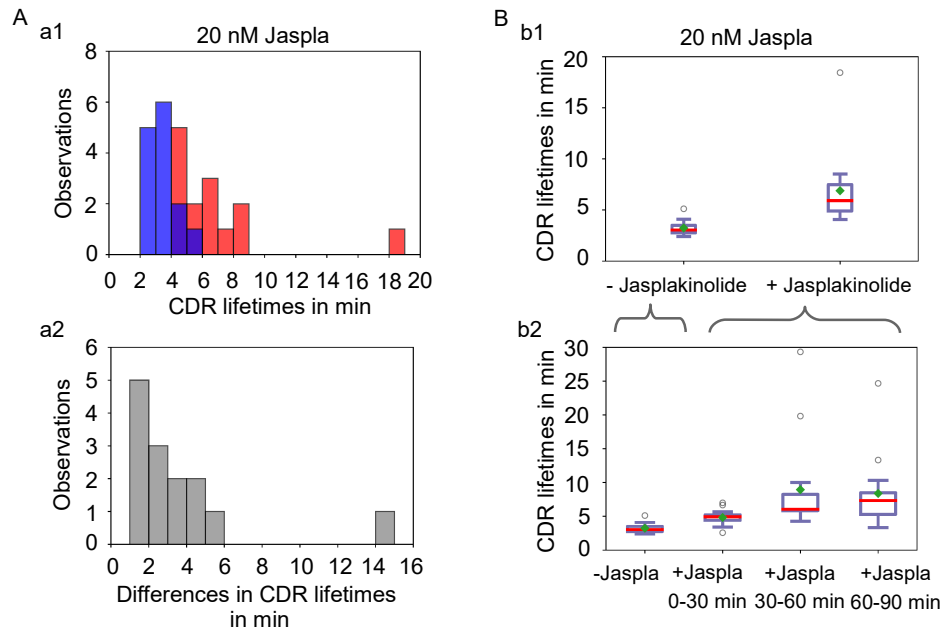 A
a1
20 nM Jaspla
8
6
4
2
0
Observations
0 2 4 6 8 10 12 14 16 18 20
CDR lifetimes in min
a2
6
5
4
3
2
1
0
Observations
0 2 4 6 8 10 12 14 16
Differences in CDR lifetimes
in min
B
b1
20 nM Jaspla
20
15
10
5
0
CDR lifetimes in min
- Jasplakinolide + Jasplakinolide
b2
30
25
20
15
10
5
0
CDR lifetimes in min
-Jaspla +Jaspla +Jaspla +Jaspla
0-30 min 30-60 min 60-90 min